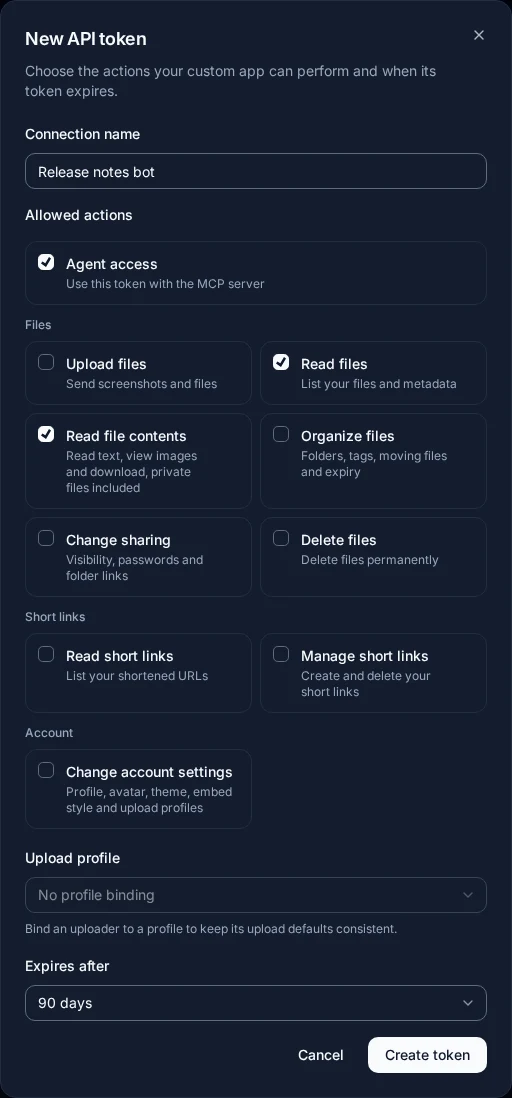 New API token
Choose the actions your custom app can perform and when its
token expires.
Connection name
Release notes bot
Allowed actions
Agent access
Use this token with the MCP server
Files
Upload files
Send screenshots and files
Read files
List your files and metadata
Read file contents
Read text, view images
and download, private
files included
Organize files
Folders, tags, moving files
and expiry
Change sharing
Visibility, passwords and
folder links
Delete files
Delete files permanently
Short links
Read short links
List your shortened URLs
Manage short links
Create and delete your
short links
Account
Change account settings
Profile, avatar, theme, embed
style and upload profiles
Upload profile
No profile binding
Bind an uploader to a profile to keep its upload defaults consistent.
Expires after
90 days
Cancel
Create token